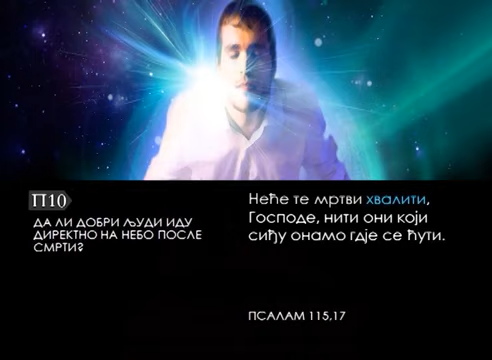 П10
ДА ЛИ ДОБРИ ЉУДИ ИДУ
ДИРЕКТНО НА НЕБО ПОСЛЕ
СМРТИ?
Неће те мртви хвалити,
Господе, нити они који
сиђу онамо гдје се ћути.
ПСАЛАМ 115,17